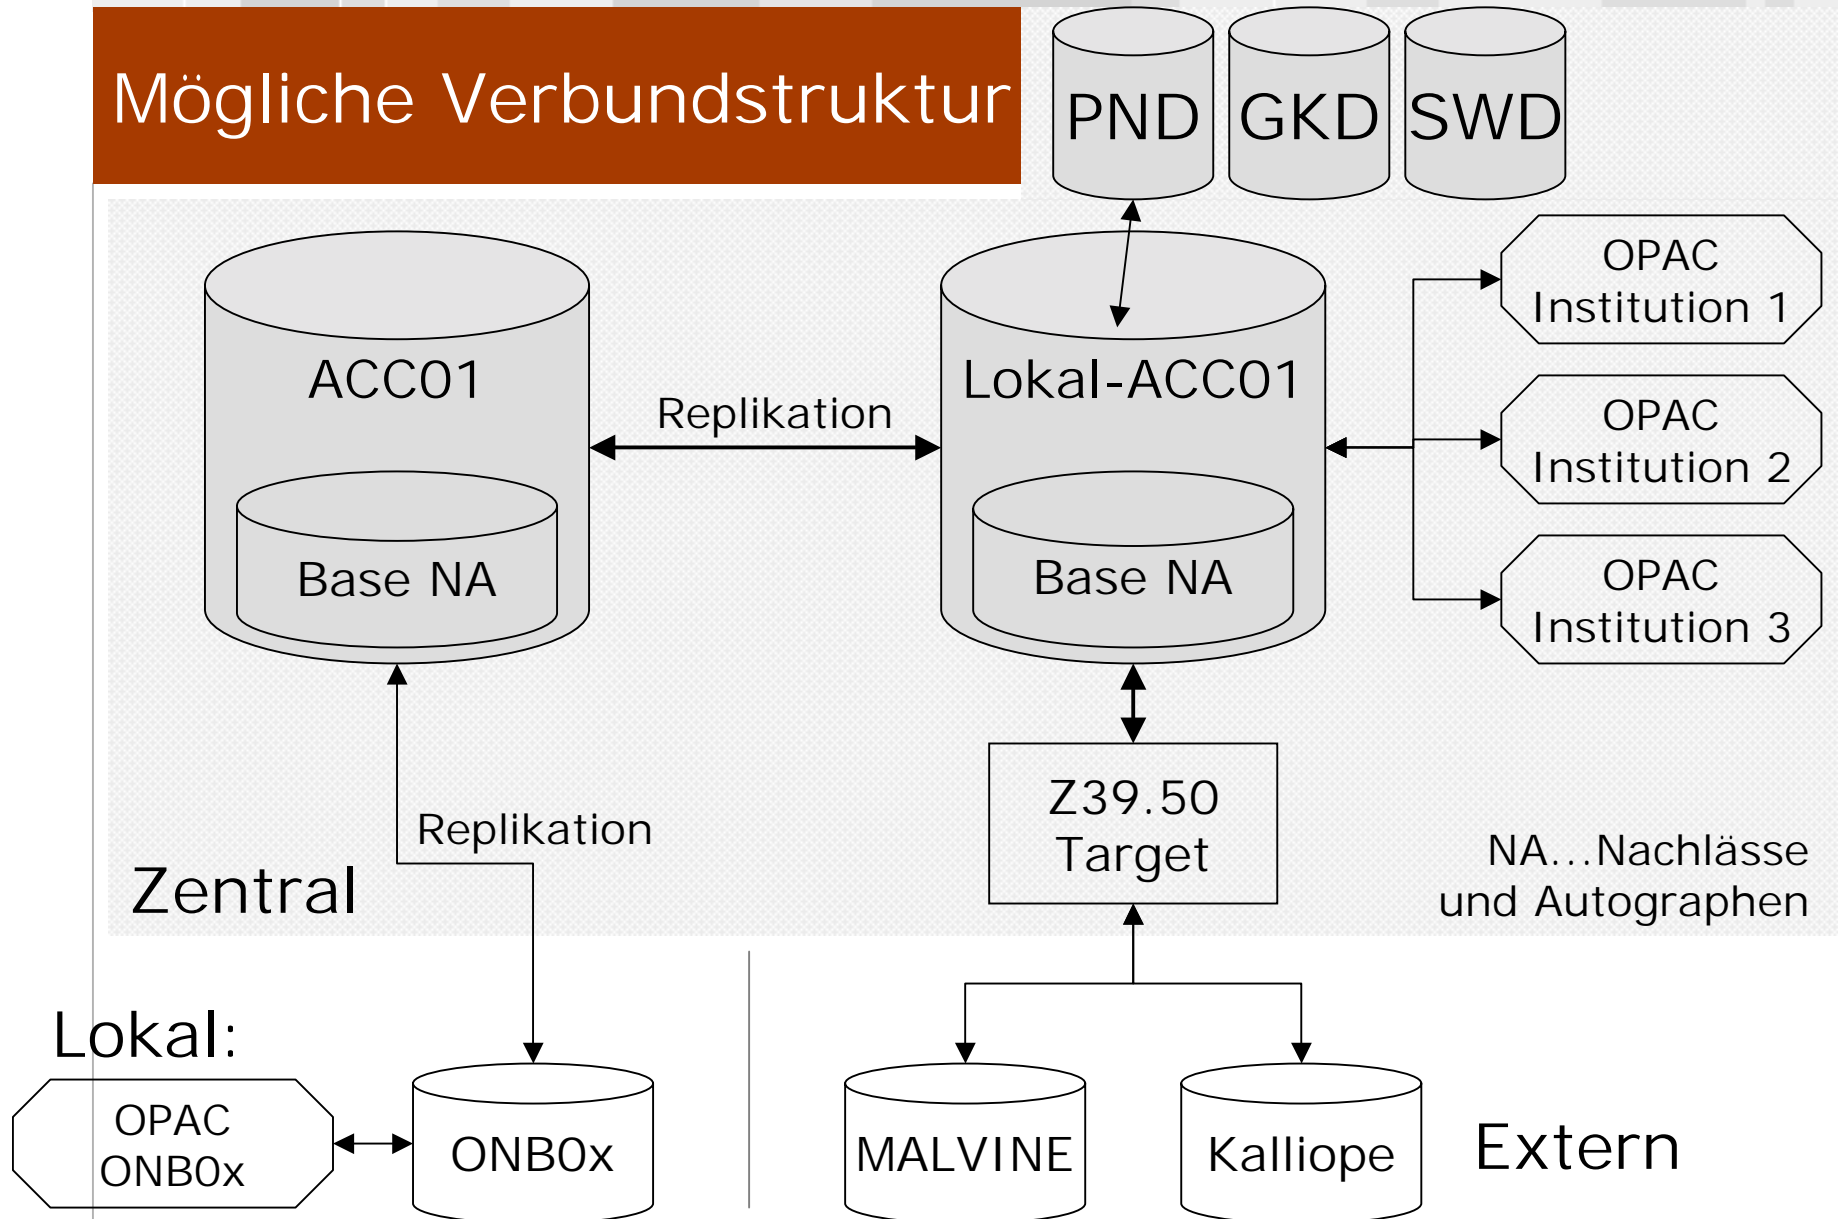 Mögliche Verbundstruktur
PND
GKD
SWD
ACC01
Base NA
Replikation
Lokal-ACC01
Base NA
OPAC
Institution 1
OPAC
Institution 2
OPAC
Institution 3
Replikation
Z39.50
Target
Zentral
NA...Nachlässe
und Autographen
Lokal:
OPAC
ONB0x
ONB0x
MALVINE
Kalliope
Extern